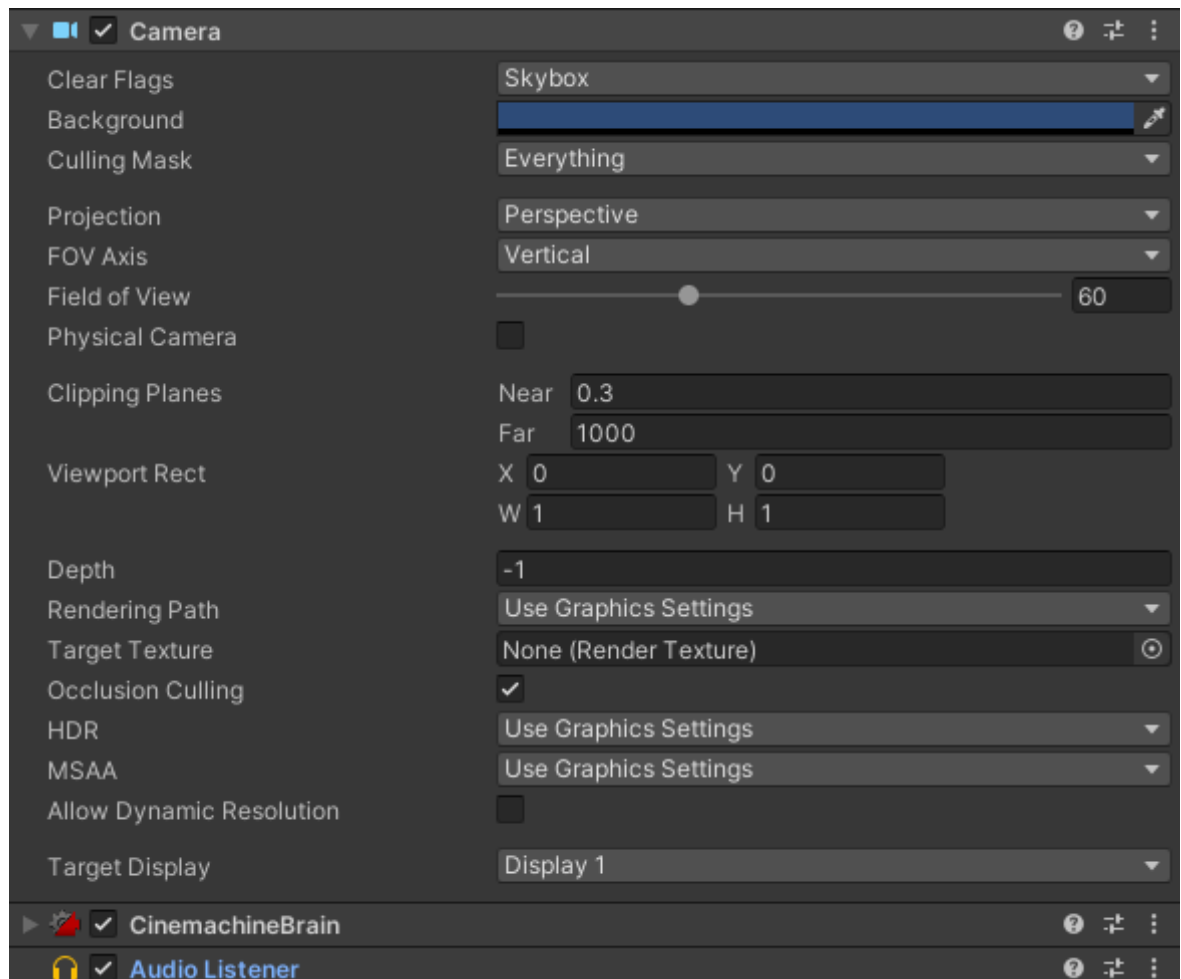 Camera
Clear Flags Skybox
Background
Culling Mask Everything
Projection Perspective
FOV Axis Vertical
Field of View 60
Physical Camera
Clipping Planes Near 0.3
Far 1000
Viewport Rect X 0 Y 0
W 1 H 1
Depth -1
Rendering Path Use Graphics Settings
Target Texture None (Render Texture)
Occlusion Culling
HDR Use Graphics Settings
MSAA Use Graphics Settings
Allow Dynamic Resolution
Target Display Display 1
CinemachineBrain
Audio Listener